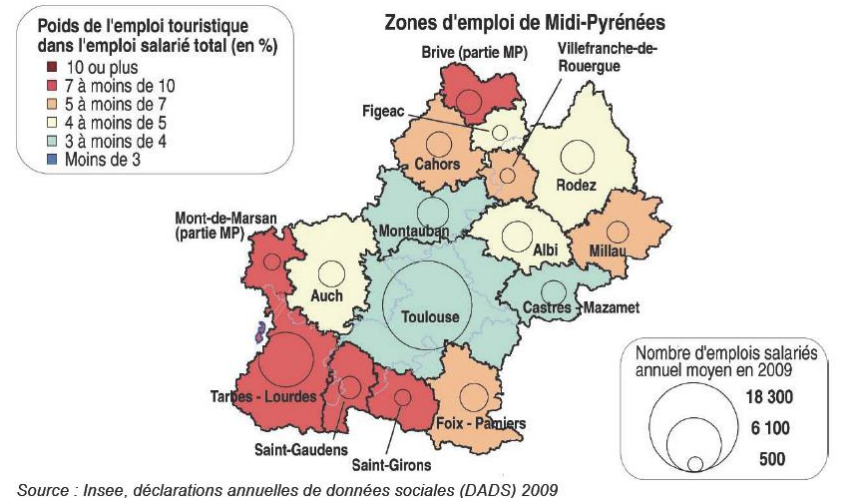 Zones d'emploi de Midi-Pyrénées
Poids de l'emploi touristique
dans l'emploi salarié total (en %)
10 ou plus
7 à moins de 10
5 à moins de 7
4 à moins de 5
3 à moins de 4
Moins de 3
Brive (partie MP)
Villefranche-de-
Rouergue
Figeac
Cahors
Rodez
Mont-de-Marsan
(partie MP)
Montauban
Albi
Millau
Auch
Toulouse
Castres - Mazamet
Tarbes - Lourdes
Foix - Pamiers
Saint-Gaudens
Saint-Girons
Nombre d'emplois salariés
annuel moyen en 2009
18 300
6 100
500
Source : Insee, déclarations annuelles de données sociales (DADS) 2009